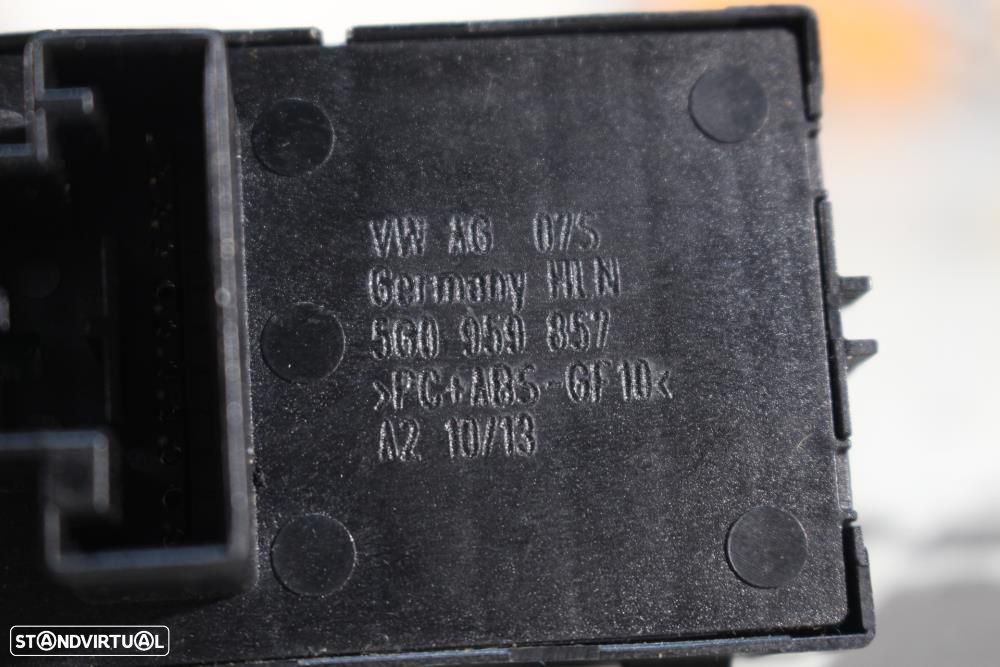 VW AG 07/S
Germany HLN
5G0 959 857
>PC+ABS-GF10<
A2 10/13
STANDVIRTUAL